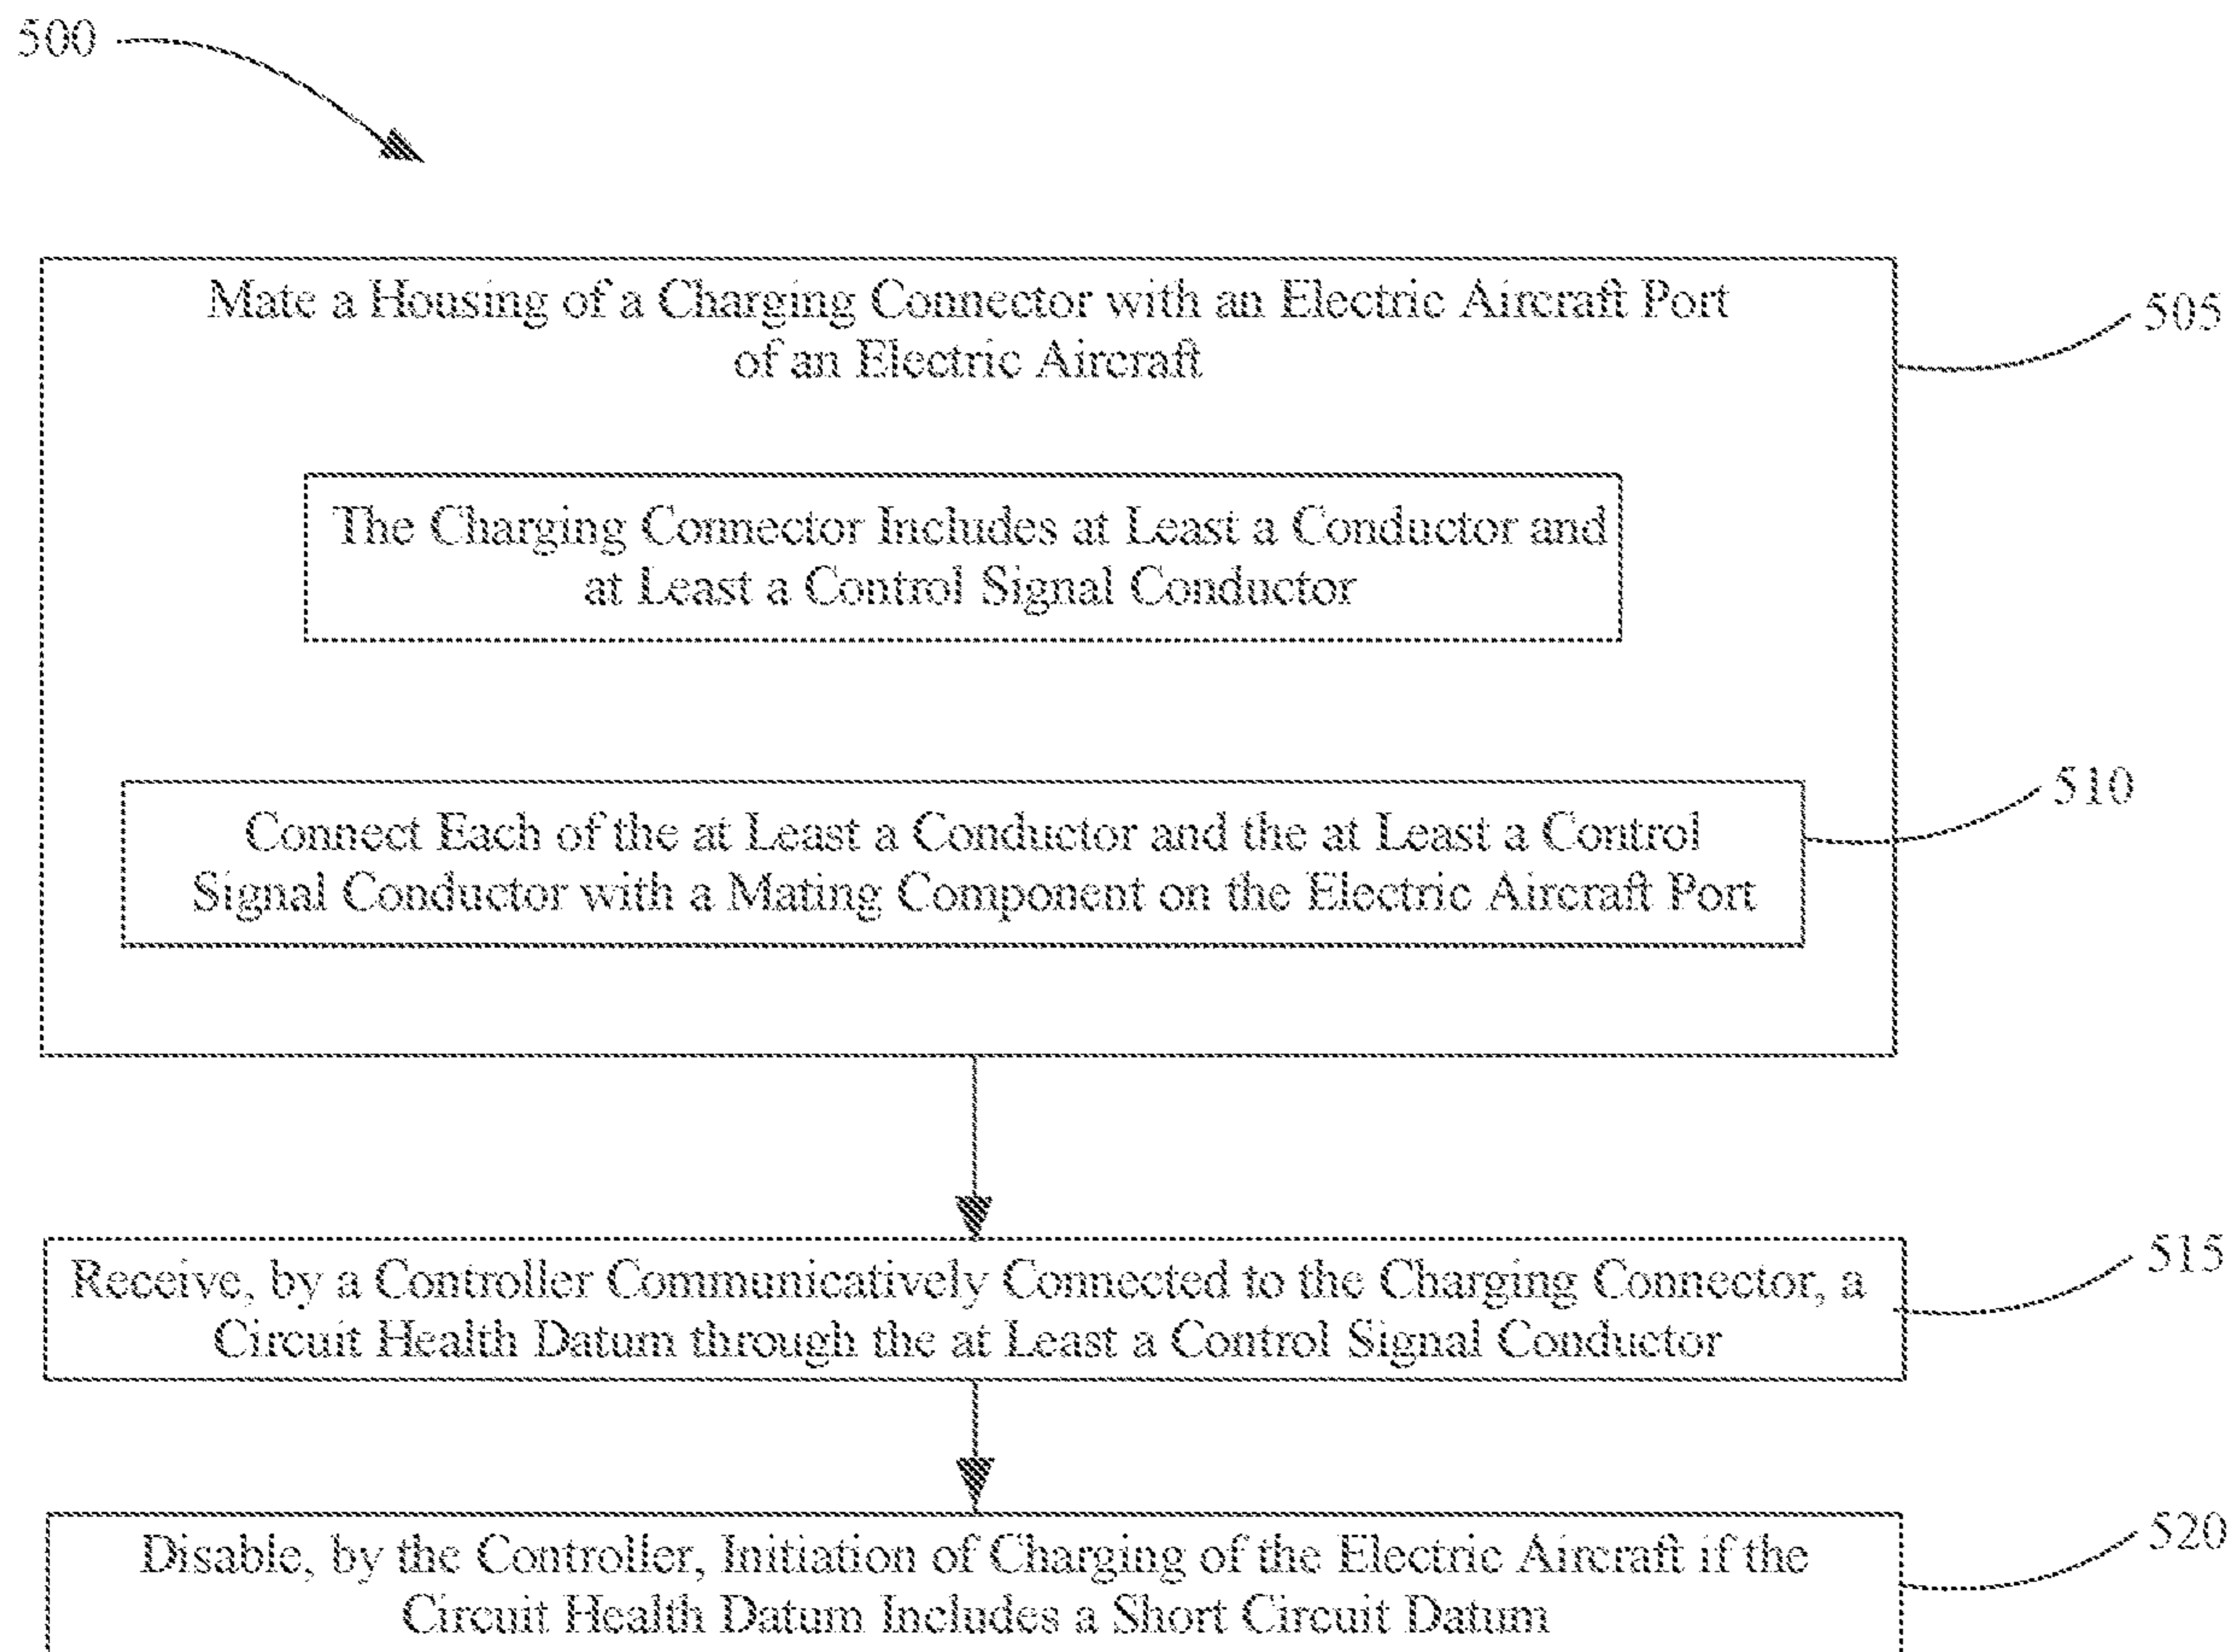 500
Mate a Housing of a Charging Connector with an Electric Aircraft Port
of an Electric Aircraft
505
The Charging Connector Includes at Least a Conductor and
at Least a Control Signal Conductor
510
Connect Each of the at Least a Conductor and the at Least a Control
Signal Conductor with a Mating Component on the Electric Aircraft Port
515
Receive, by a Controller Communicatively Connected to the Charging Connector, a
Circuit Health Datum through the at Least a Control Signal Conductor
520
Disable, by the Controller, Initiation of Charging of the Electric Aircraft if the
Circuit Health Datum Includes a Short Circuit Datum